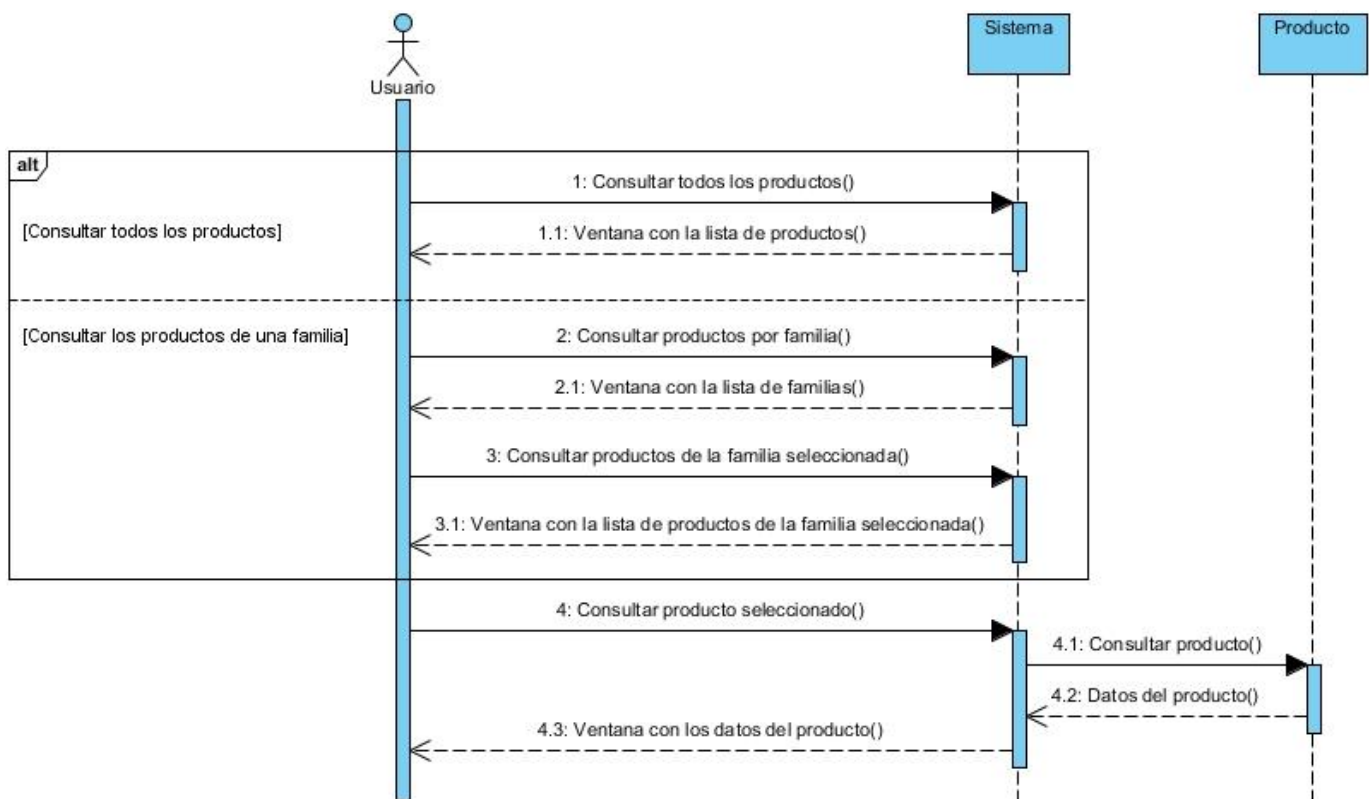 Sistema
Producto
Usuario
alt
1: Consultar todos los productos()
[Consultar todos los productos]
1.1: Ventana con la lista de productos()
[Consultar los productos de una familia]
2: Consultar productos por familia()
2.1: Ventana con la lista de familias()
3: Consultar productos de la familia seleccionada()
3.1: Ventana con la lista de productos de la familia seleccionada()
4: Consultar producto seleccionado()
4.1: Consultar producto()
4.2: Datos del producto()
4.3: Ventana con los datos del producto()